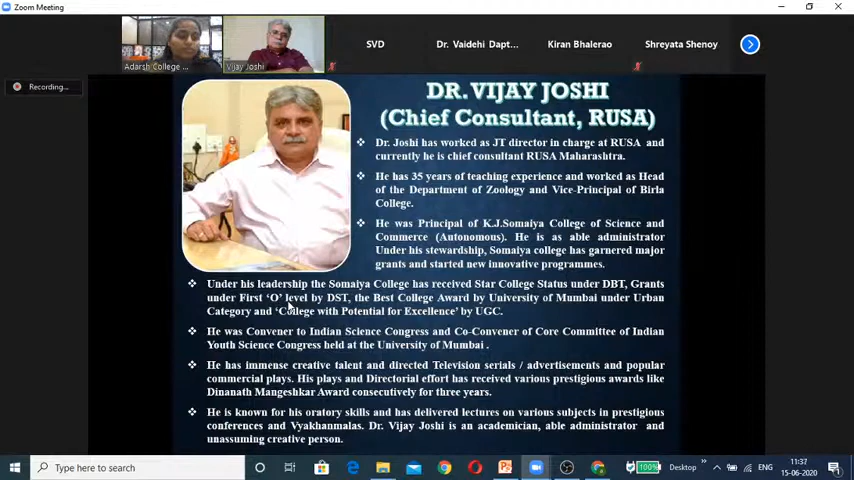 Zoom Meeting
Adarsh College ...
Vijay Joshi
SVD
Dr. Vaidehi Dapt...
Kiran Bhalerao
Shreyata Shenoy
Recording...
DR. VIJAY JOSHI
(Chief Consultant, RUSA)
❖ Dr. Joshi has worked as JT director in charge at RUSA and
currently he is chief consultant RUSA Maharashtra.
❖ He has 35 years of teaching experience and worked as Head
of the Department of Zoology and Vice-Principal of Birla
College.
❖ He was Principal of K.J.Somaiya College of Science and
Commerce (Autonomous). He is as able administrator
Under his stewardship, Somaiya college has garnered major
grants and started new innovative programmes.
❖ Under his leadership the Somaiya College has received Star College Status under DBT, Grants
under First ‘O’ level by DST, the Best College Award by University of Mumbai under Urban
Category and ‘College with Potential for Excellence’ by UGC.
❖ He was Convener to Indian Science Congress and Co-Convener of Core Committee of Indian
Youth Science Congress held at the University of Mumbai .
❖ He has immense creative talent and directed Television serials / advertisements and popular
commercial plays. His plays and Directorial effort has received various prestigious awards like
Dinanath Mangeshkar Award consecutively for three years.
❖ He is known for his oratory skills and has delivered lectures on various subjects in prestigious
conferences and Vyakhanmalas. Dr. Vijay Joshi is an academician, able administrator and
unassuming creative person.
Type here to search
100%
Desktop
ENG
11:37
15-06-2020